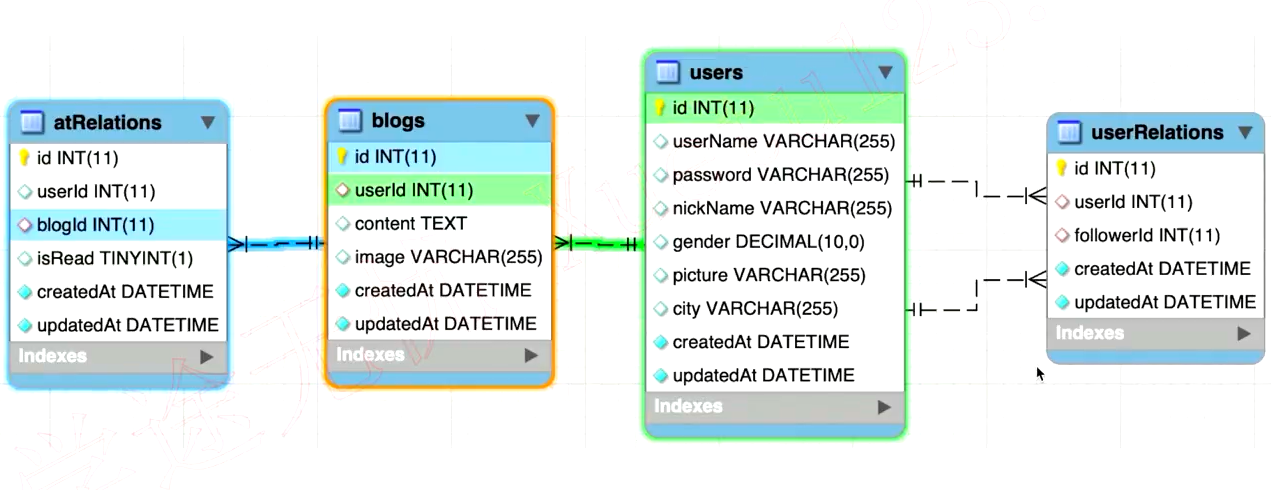 atRelations
id INT(11)
userId INT(11)
blogId INT(11)
isRead TINYINT(1)
createdAt DATETIME
updatedAt DATETIME
Indexes
blogs
id INT(11)
userId INT(11)
content TEXT
image VARCHAR(255)
createdAt DATETIME
updatedAt DATETIME
Indexes
users
id INT(11)
userName VARCHAR(255)
password VARCHAR(255)
nickName VARCHAR(255)
gender DECIMAL(10,0)
picture VARCHAR(255)
city VARCHAR(255)
createdAt DATETIME
updatedAt DATETIME
Indexes
userRelations
id INT(11)
userId INT(11)
followerId INT(11)
createdAt DATETIME
updatedAt DATETIME
Indexes